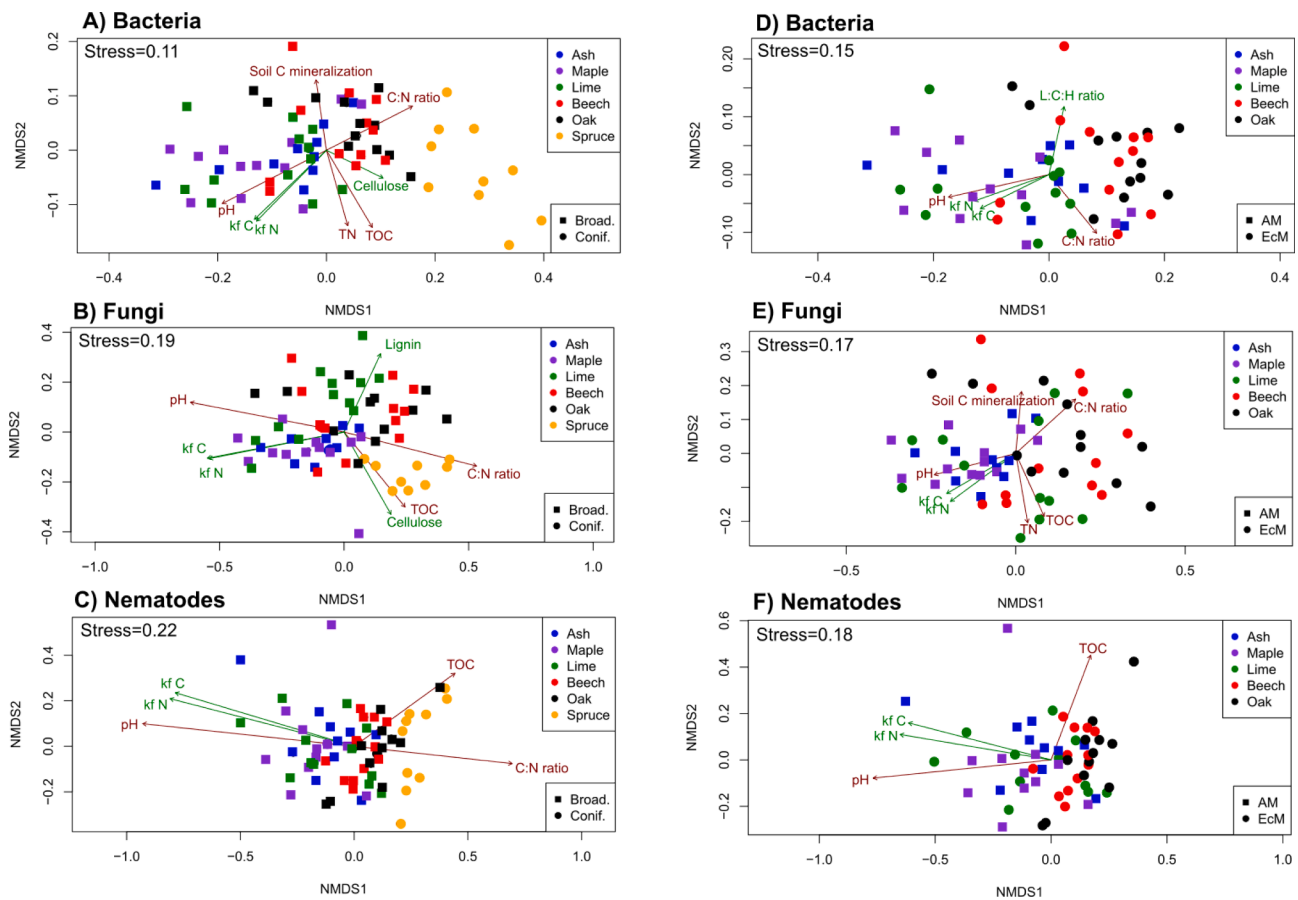 A) Bacteria
Stress=0.11
Soil C mineralization
C:N ratio
Cellulose
pH
kf C
kf N
TN
TOC
Ash
Maple
Lime
Beech
Oak
Spruce
Broad.
Conif.
NMDS2
0.2
0.1
0.0
−0.1
−0.4
−0.2
0.0
0.2
0.4
NMDS1
B) Fungi
Stress=0.19
Lignin
pH
kf C
kf N
C:N ratio
TOC
Cellulose
Ash
Maple
Lime
Beech
Oak
Spruce
Broad.
Conif.
NMDS2
0.4
0.2
0.0
−0.2
−0.4
−1.0
−0.5
0.0
0.5
1.0
NMDS1
C) Nematodes
Stress=0.22
TOC
kf C
kf N
pH
C:N ratio
Ash
Maple
Lime
Beech
Oak
Spruce
Broad.
Conif.
NMDS2
0.4
0.2
0.0
−0.2
−1.0
−0.5
0.0
0.5
1.0
NMDS1
D) Bacteria
Stress=0.15
L:C:H ratio
pH
kf N
kf C
C:N ratio
Ash
Maple
Lime
Beech
Oak
AM
EcM
NMDS2
0.20
0.10
0.00
−0.10
−0.4
−0.2
0.0
0.2
0.4
NMDS1
E) Fungi
Stress=0.17
Soil C mineralization
C:N ratio
pH
kf C
kf N
TN
TOC
Ash
Maple
Lime
Beech
Oak
AM
EcM
NMDS2
0.3
0.2
0.1
0.0
−0.2
−0.5
0.0
0.5
NMDS1
F) Nematodes
Stress=0.18
TOC
kf C
kf N
pH
Ash
Maple
Lime
Beech
Oak
AM
EcM
NMDS2
0.6
0.4
0.2
0.0
−0.2
−1.0
−0.5
0.0
0.5
1.0
NMDS1